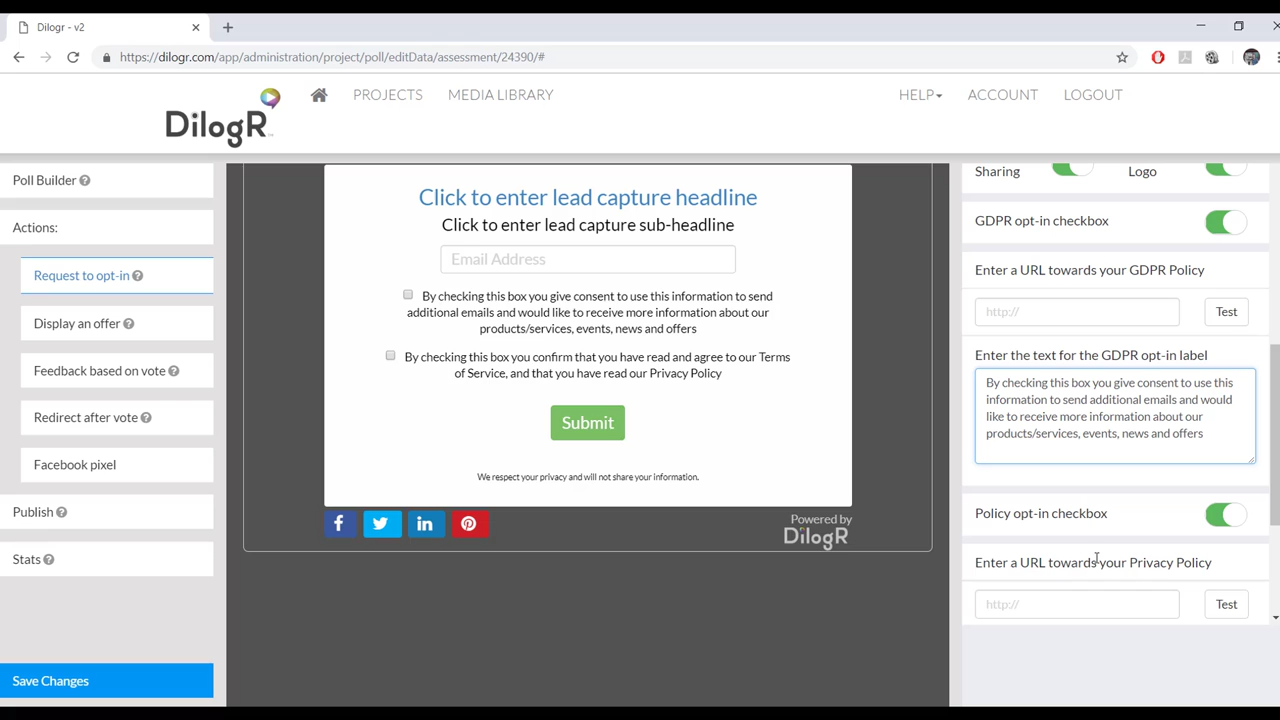 Dilogr - v2
https://dilogr.com/app/administration/project/poll/editData/assessment/24390/#
DilogR
PROJECTS
MEDIA LIBRARY
HELP
ACCOUNT
LOGOUT
Poll Builder
Actions:
Request to opt-in
Display an offer
Feedback based on vote
Redirect after vote
Facebook pixel
Publish
Stats
Save Changes
Click to enter lead capture headline
Click to enter lead capture sub-headline
Email Address
By checking this box you give consent to use this information to send
additional emails and would like to receive more information about our
products/services, events, news and offers
By checking this box you confirm that you have read and agree to our Terms
of Service, and that you have read our Privacy Policy
Submit
We respect your privacy and will not share your information.
Powered by
DilogR
Sharing
Logo
GDPR opt-in checkbox
Enter a URL towards your GDPR Policy
http://
Test
Enter the text for the GDPR opt-in label
By checking this box you give consent to use this
information to send additional emails and would
like to receive more information about our
products/services, events, news and offers
Policy opt-in checkbox
Enter a URL towards your Privacy Policy
http://
Test